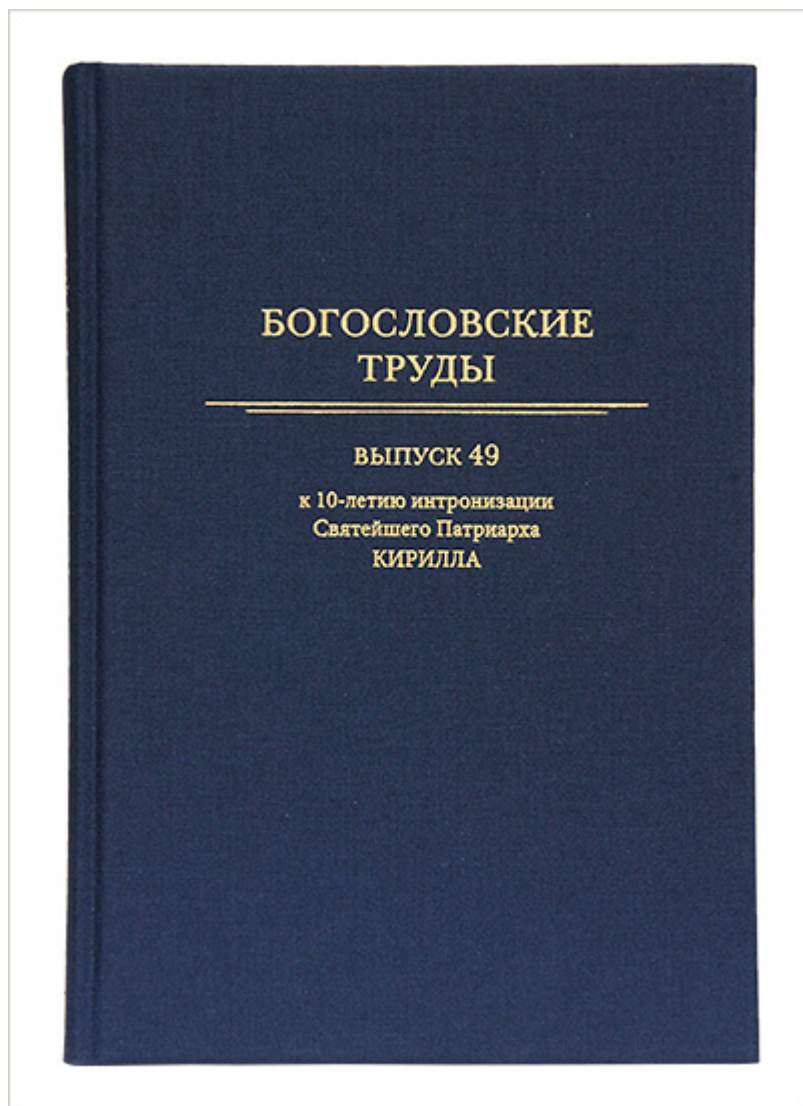 БОГОСЛОВСКИЕ
ТРУДЫ
ВЫПУСК 49
к 10-летию интронизации
Святейшего Патриарха
КИРИЛЛА